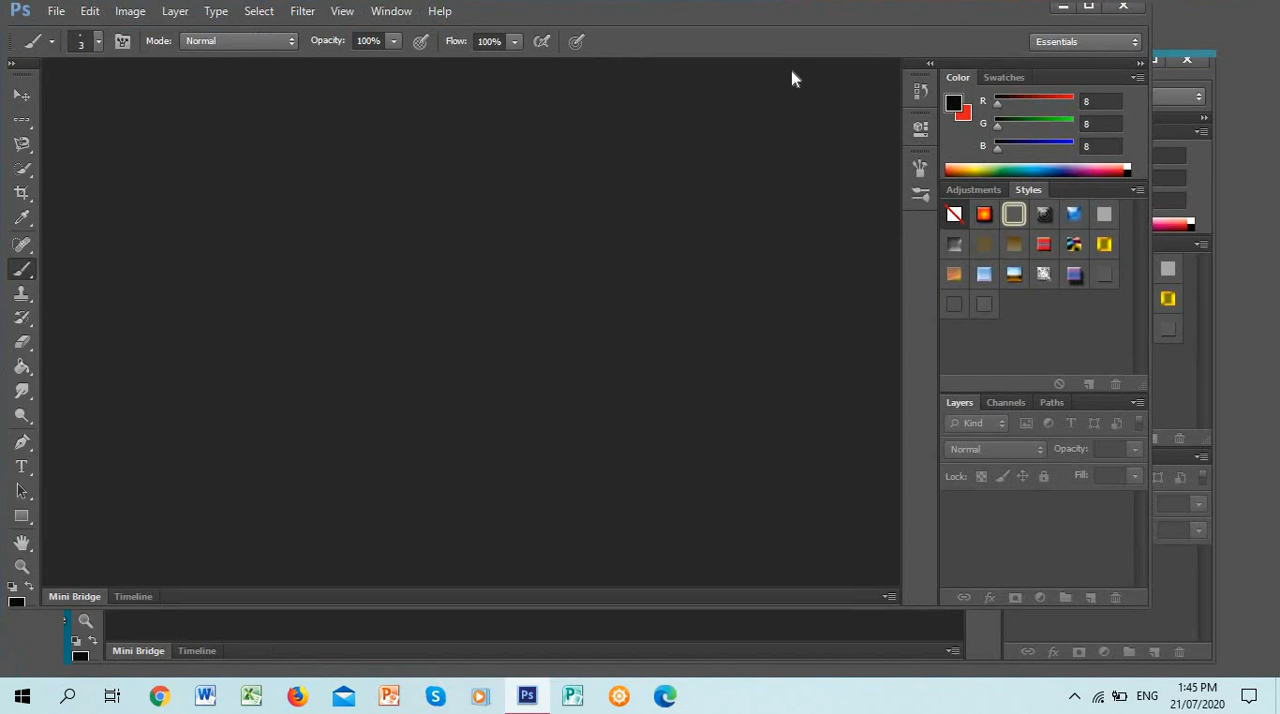 Ps File Edit Image Layer Type Select Filter View Window Help
3 Mode: Normal Opacity: 100% Flow: 100% Essentials
Color Swatches
R 8
G 8
B 8
Adjustments Styles
Layers Channels Paths
Kind
Normal Opacity:
Lock: Fill:
Mini Bridge Timeline
Mini Bridge Timeline
Ps ENG 1:45 PM
21/07/2020